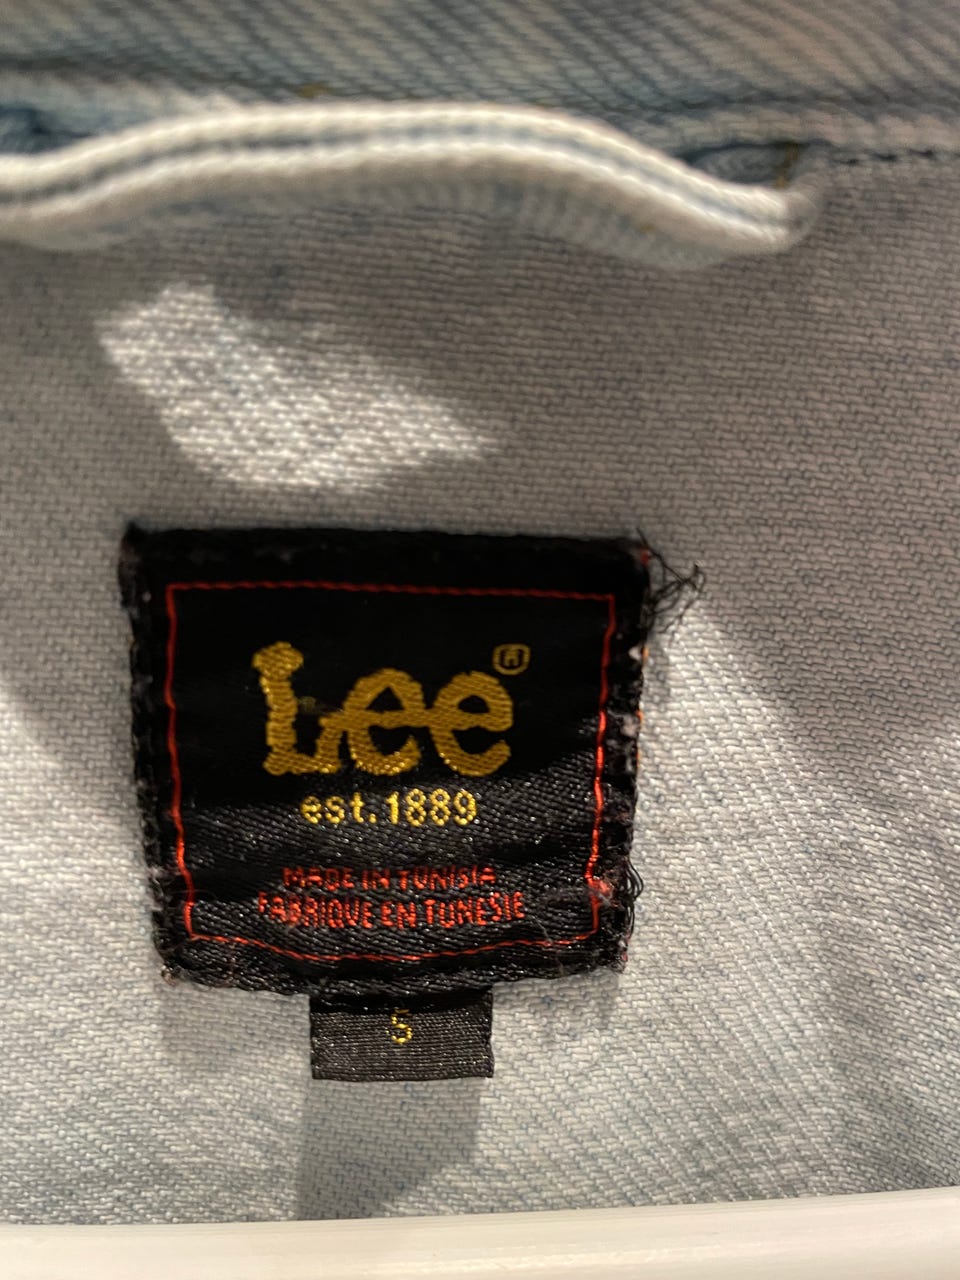 Lee®
est.1889
MADE IN TUNISIA
FABRIQUE EN TUNESIE
S